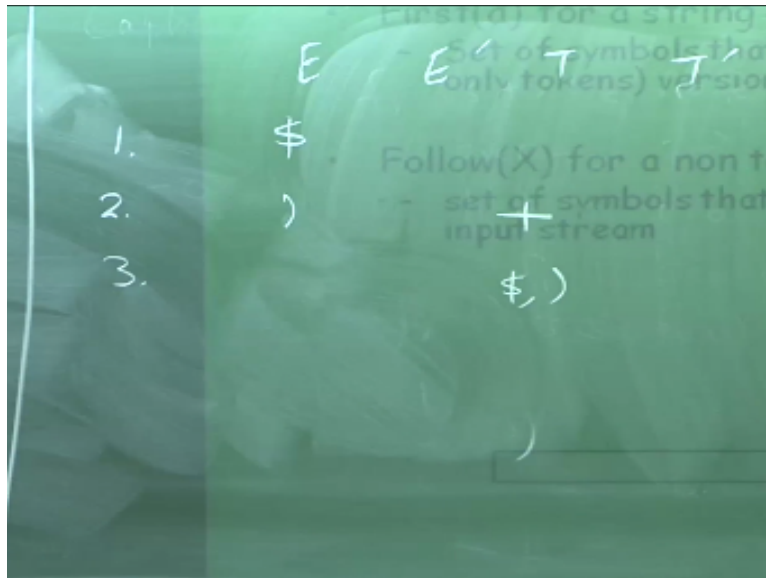 First(a) for a string
- Set of symbols that
only tokens) version
E E' T T'
1. $
Follow(X) for a non t
2. ) +
-- set of symbols that
input stream
3. $, )
)